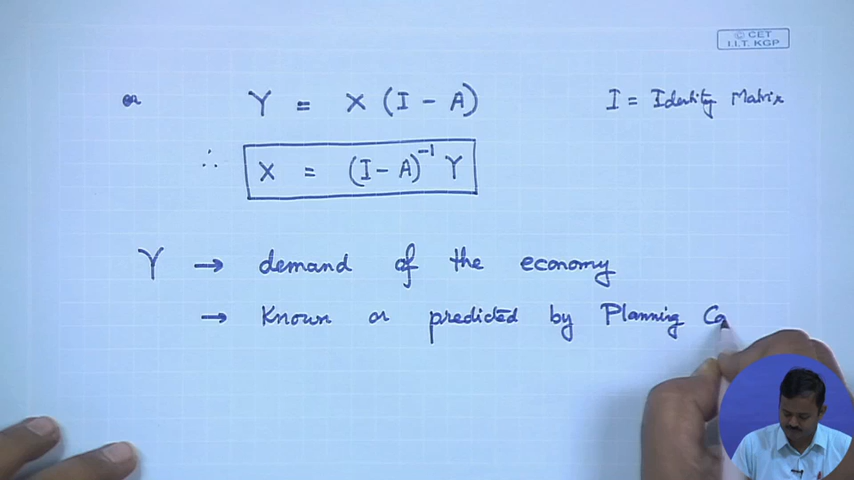 © CET
I.I.T. KGP
or Y = X (I - A) I = Identity Matrix
∴ X = (I - A)⁻¹ Y
Y → demand of the economy
→ Known or predicted by Planning Co